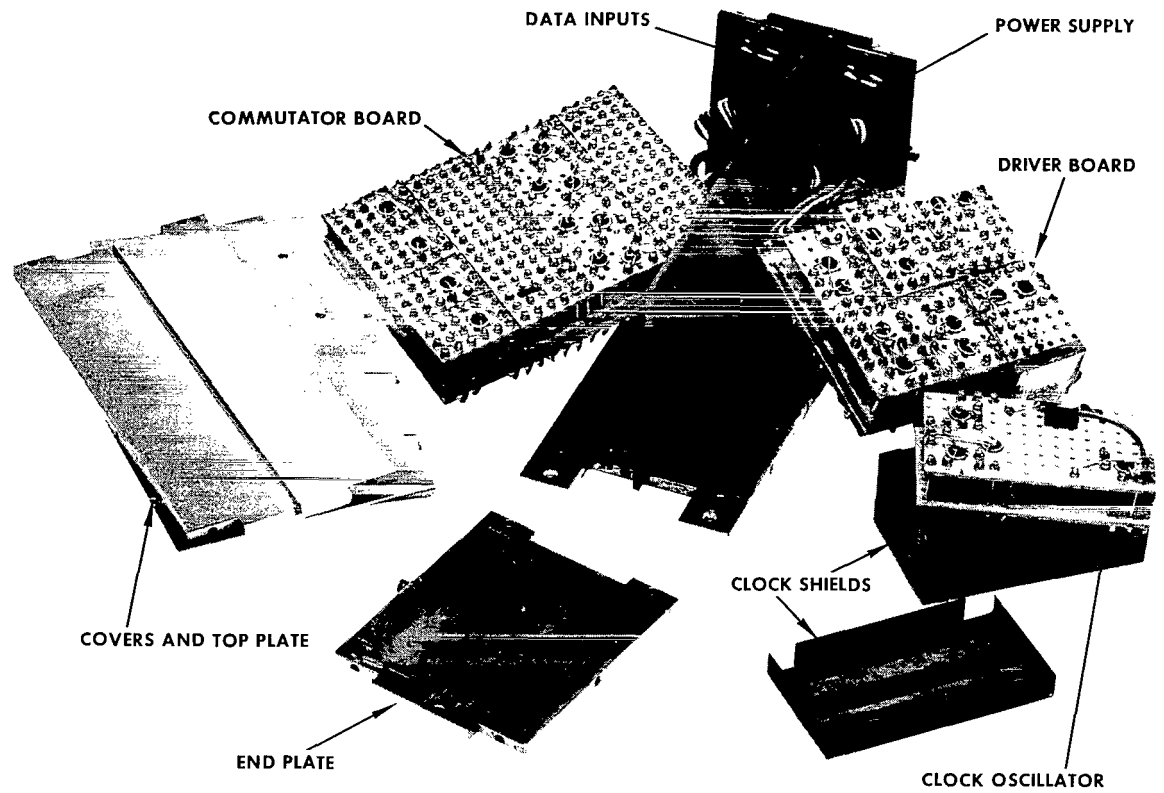 DATA INPUTS
POWER SUPPLY
COMMUTATOR BOARD
DRIVER BOARD
CLOCK SHIELDS
COVERS AND TOP PLATE
END PLATE
CLOCK OSCILLATOR